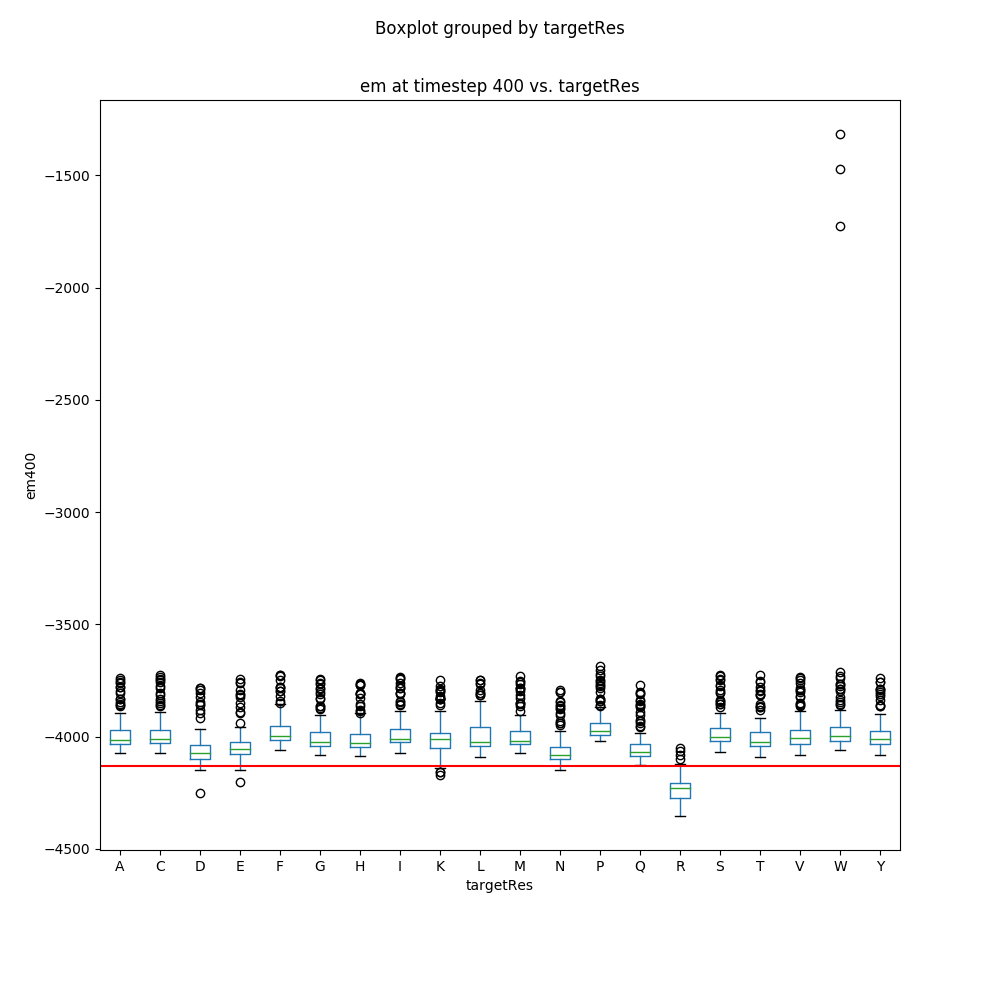 Boxplot grouped by targetRes
em at timestep 400 vs. targetRes
−1500
−2000
−2500
−3000
−3500
−4000
−4500
em400
A C D E F G H I K L M N P Q R S T V W Y
targetRes